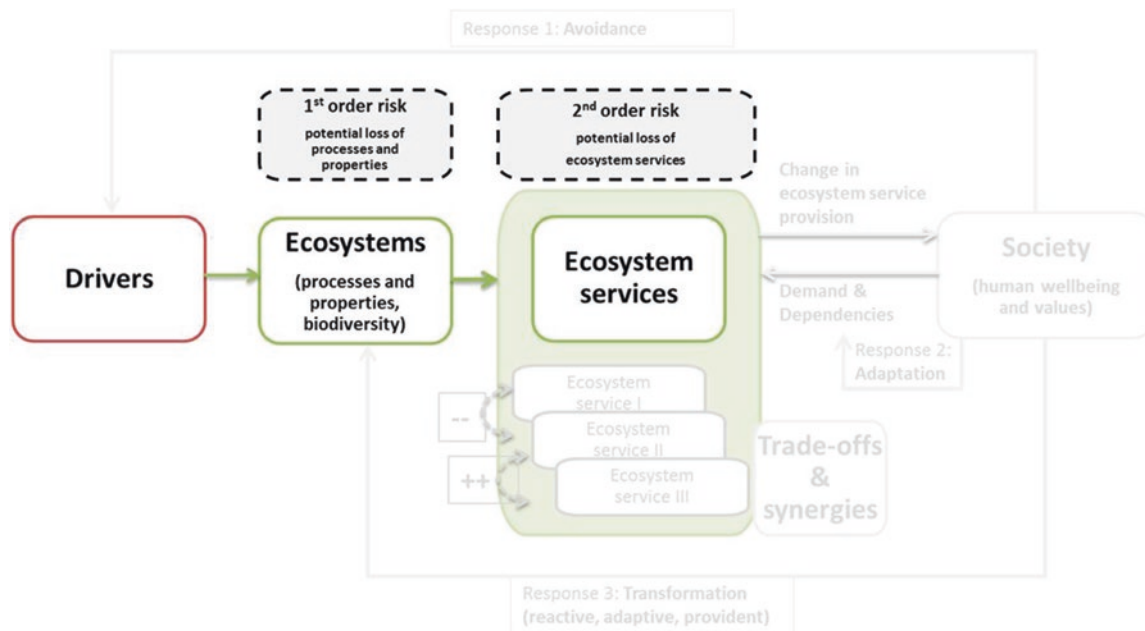 Response 1: Avoidance
1st order risk
potential loss of
processes and
properties
2nd order risk
potential loss of
ecosystem services
Drivers
Ecosystems
(processes and
properties,
biodiversity)
Ecosystem
services
Change in
ecosystem service
provision
Demand &
Dependencies
Society
(human wellbeing
and values)
Response 2:
Adaptation
Ecosystem
service I
--
Ecosystem
service II
++
Ecosystem
service III
Trade-offs
&
synergies
Response 3: Transformation
(reactive, adaptive, provident)